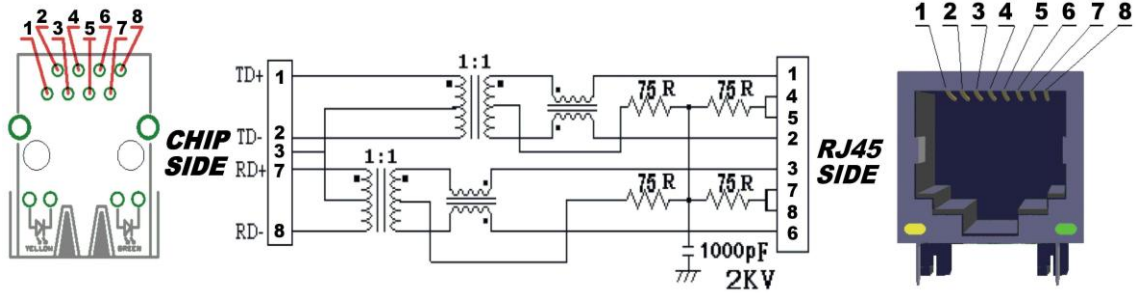 1 2 3 4 5 6 7 8
YELLOW
GREEN
CHIP
SIDE
TD+
TD-
RD+
RD-
1
2
3
7
8
1:1
1:1
75 R
75 R
75 R
75 R
1000pF
2KV
1
4
5
2
3
7
8
6
RJ45
SIDE
1 2 3 4 5 6 7 8